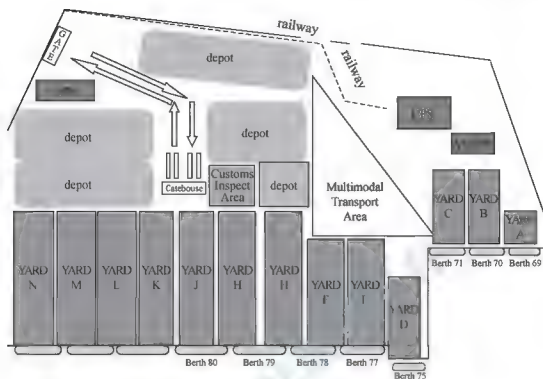 railway
GATE
depot
railway
depot
depot
depot
Catehouse
Customs
Inspect
Area
depot
Multimodal
Transport
Area
YARD
C
YARD
B
YARD
A
Berth 71
Berth 70
Berth 69
YARD
N
YARD
M
YARD
L
YARD
K
YARD
J
YARD
H
YARD
H
YARD
F
YARD
YARD
D
Berth 80
Berth 79
Berth 78
Berth 77
Berth 75